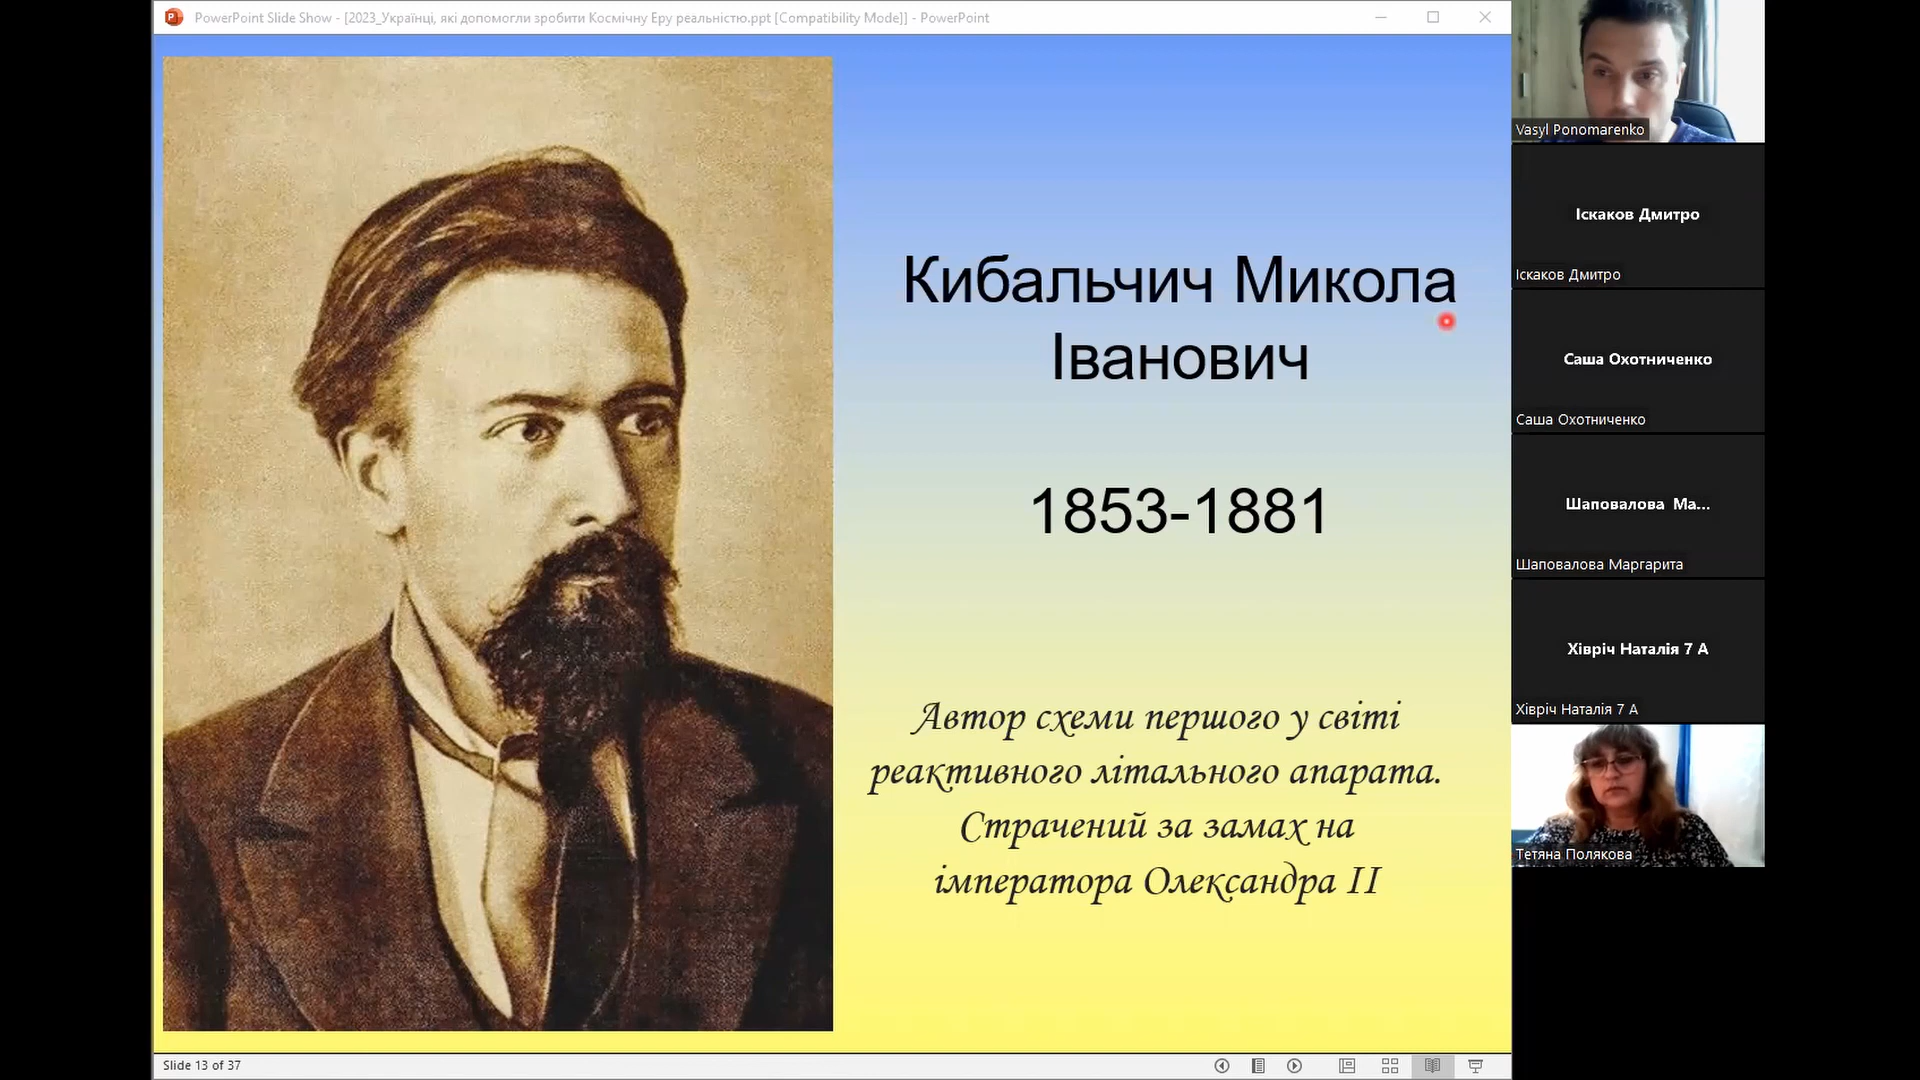 PowerPoint Slide Show - [2023_Українці, які допомогли зробити Космічну Еру реальністю.ppt [Compatibility Mode]] - PowerPoint
Кибальчич Микола
Іванович
1853-1881
Автор схеми першого у світі
реактивного літального апарата.
Страчений за замах на
імператора Олександра ІІ
Slide 13 of 37
Vasyl Ponomarenko
Іскаков Дмитро
Іскаков Дмитро
Саша Охотниченко
Саша Охотниченко
Шаповалова Ма...
Шаповалова Маргарита
Хівріч Наталія 7 А
Хівріч Наталія 7 А
Тетяна Полякова